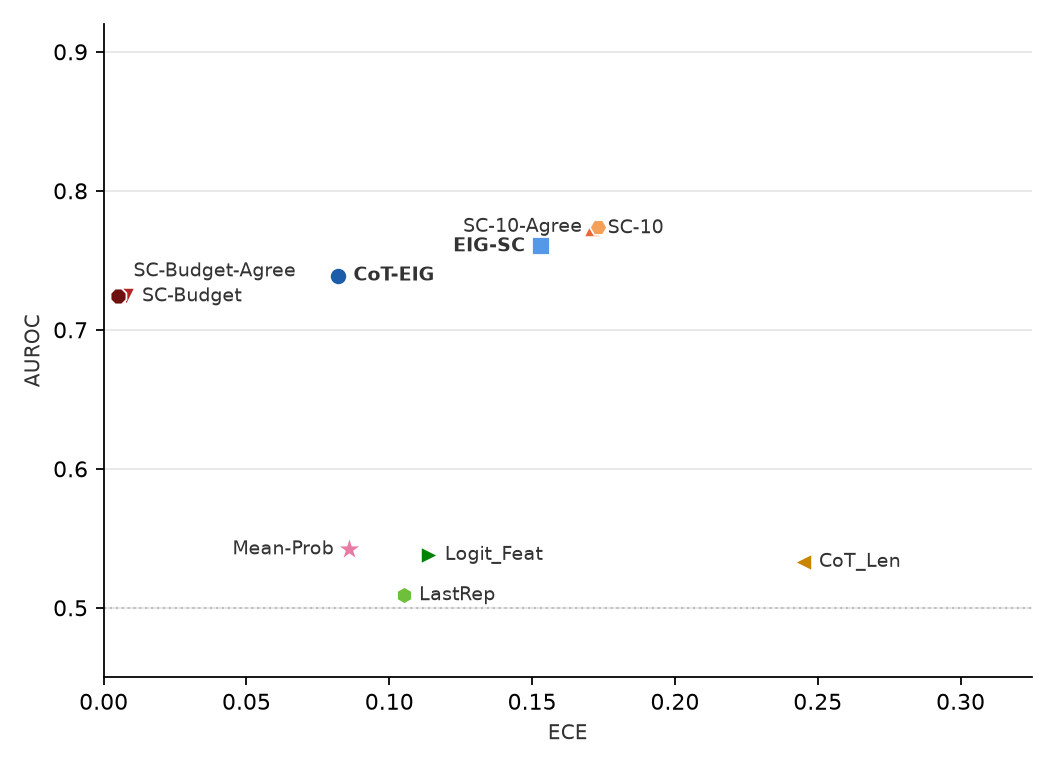 0.9
0.8
SC-10-Agree
SC-10
EIG-SC
SC-Budget-Agree
CoT-EIG
SC-Budget
0.7
AUROC
0.6
Mean-Prob
Logit_Feat
CoT_Len
LastRep
0.5
0.00 0.05 0.10 0.15 0.20 0.25 0.30
ECE